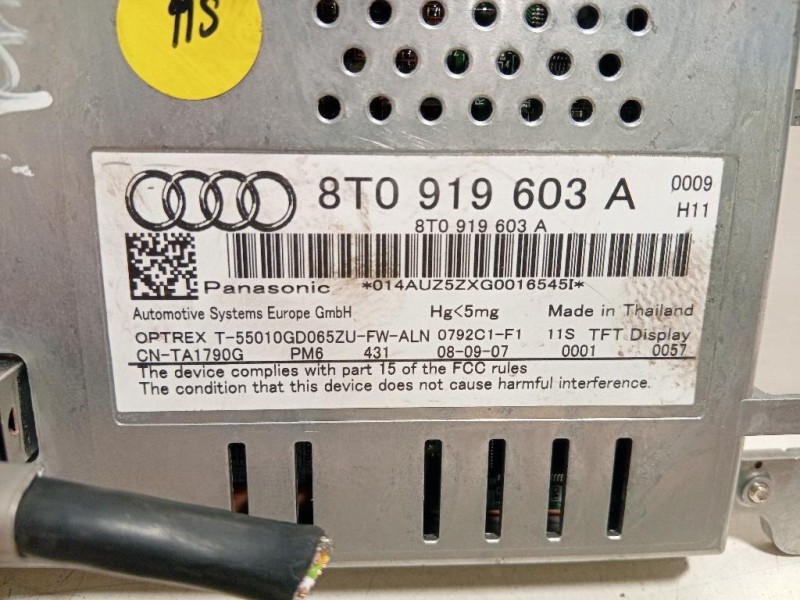 11S
8T0 919 603 A
0009
H11
8T0 919 603 A
Panasonic
*014AUZ5ZXG0016545I*
Automotive Systems Europe GmbH Hg<5mg Made in Thailand
OPTREX T-55010GD065ZU-FW-ALN 0792C1-F1 11S TFT Display
CN-TA1790G PM6 431 08-09-07 0001 0057
The device complies with part 15 of the FCC rules
The condition that this device does not cause harmful interference.